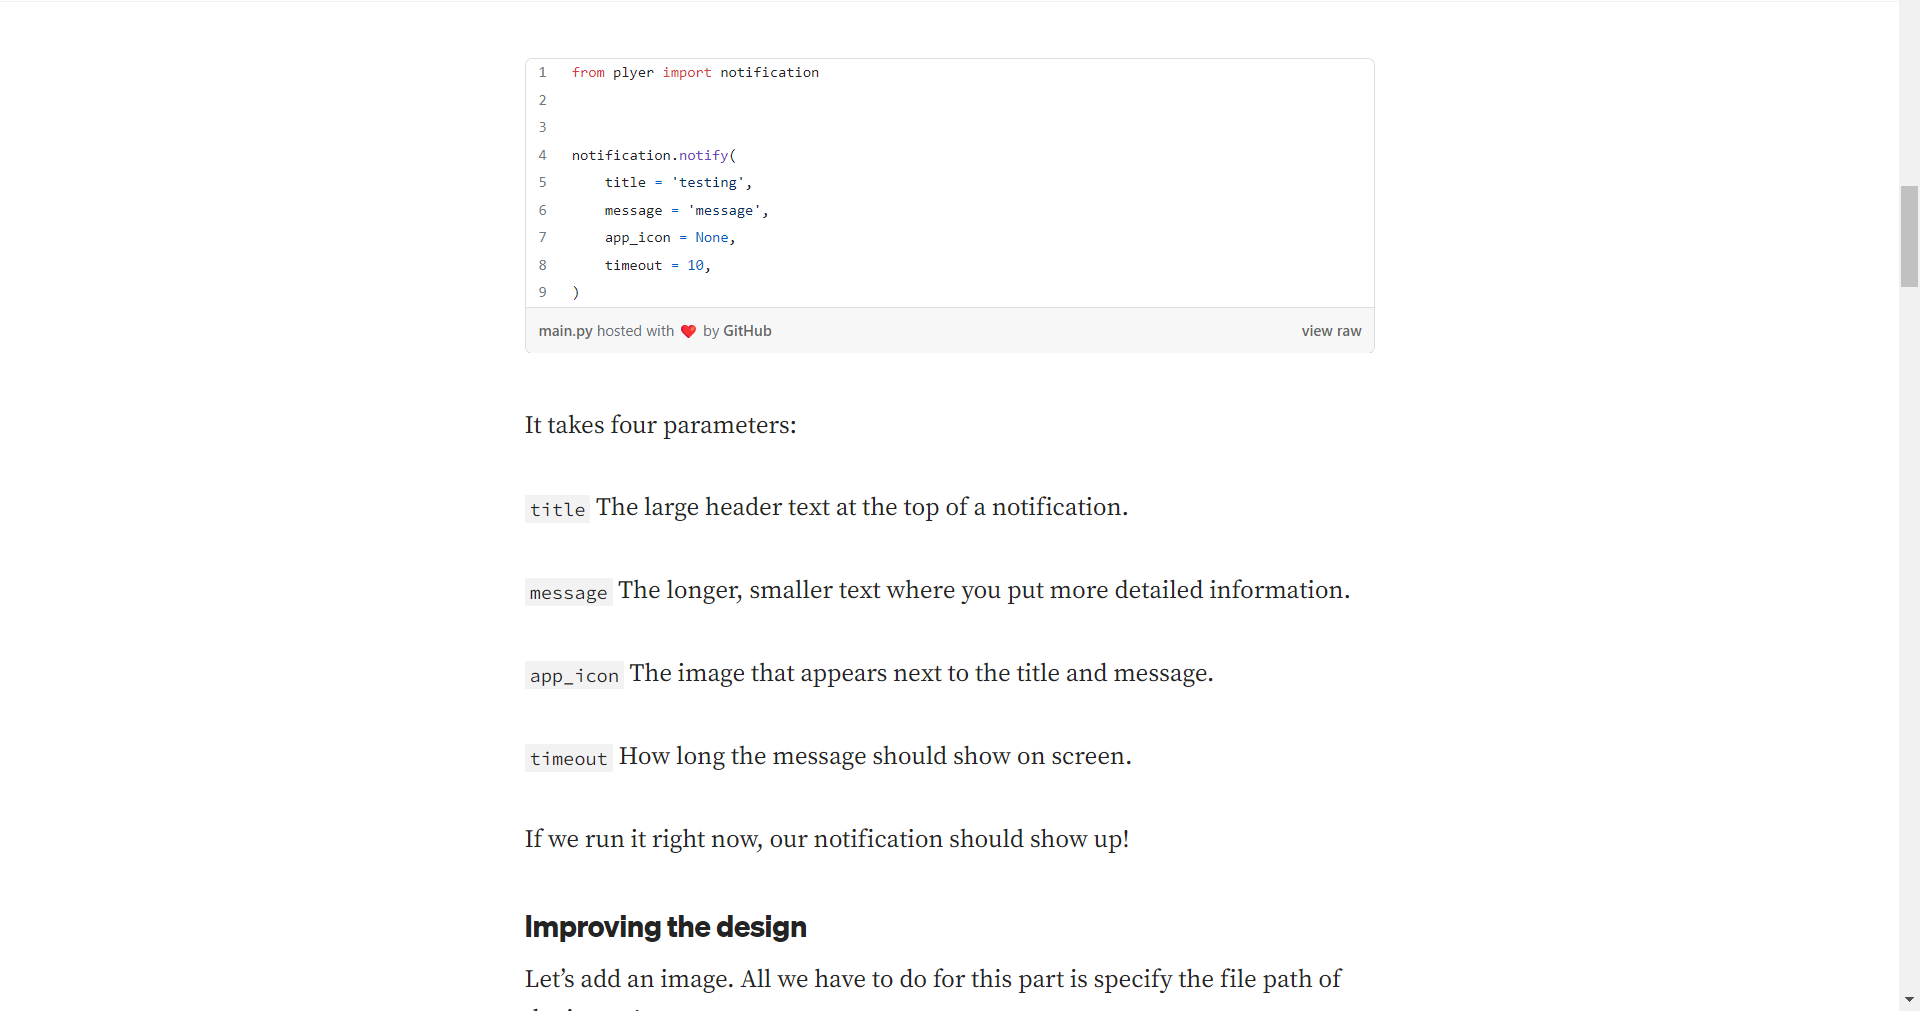 1 from plyer import notification
2
3
4 notification.notify(
5 title = 'testing',
6 message = 'message',
7 app_icon = None,
8 timeout = 10,
9 )
main.py hosted with ❤ by GitHub view raw
It takes four parameters:
title The large header text at the top of a notification.
message The longer, smaller text where you put more detailed information.
app_icon The image that appears next to the title and message.
timeout How long the message should show on screen.
If we run it right now, our notification should show up!
Improving the design
Let’s add an image. All we have to do for this part is specify the file path of